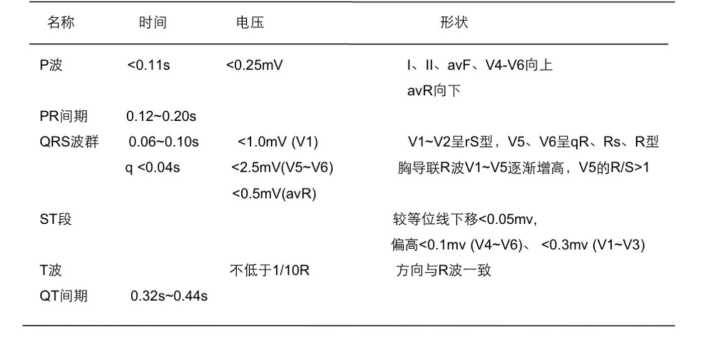 名称 时间 电压 形状
P波 <0.11s <0.25mV I、II、avF、V4-V6向上
avR向下
PR间期 0.12~0.20s
QRS波群 0.06~0.10s <1.0mV (V1) V1~V2呈rS型，V5、V6呈qR、Rs、R型
q <0.04s <2.5mV(V5~V6) 胸导联R波V1~V5逐渐增高，V5的R/S>1
<0.5mV(avR)
ST段 较等位线下移<0.05mv,
偏高<0.1mv (V4~V6)、 <0.3mv (V1~V3)
T波 不低于1/10R 方向与R波一致
QT间期 0.32s~0.44s